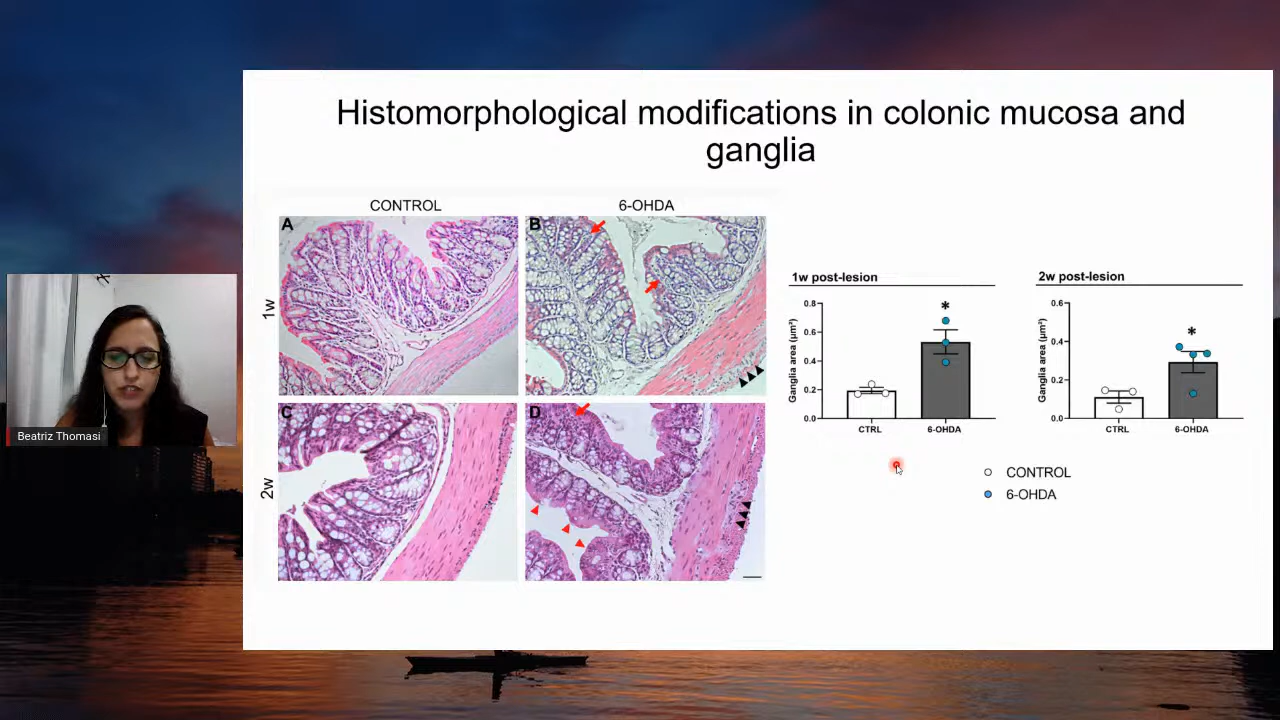 Histomorphological modifications in colonic mucosa and
ganglia
CONTROL
6-OHDA
A
B
1w
C
D
2w
1w post-lesion
Ganglia area (µm²)
0.8
0.6
0.4
0.2
0.0
*
CTRL
6-OHDA
2w post-lesion
Ganglia area (µm²)
0.6
0.4
0.2
0.0
*
CTRL
6-OHDA
CONTROL
6-OHDA
Beatriz Thomasi